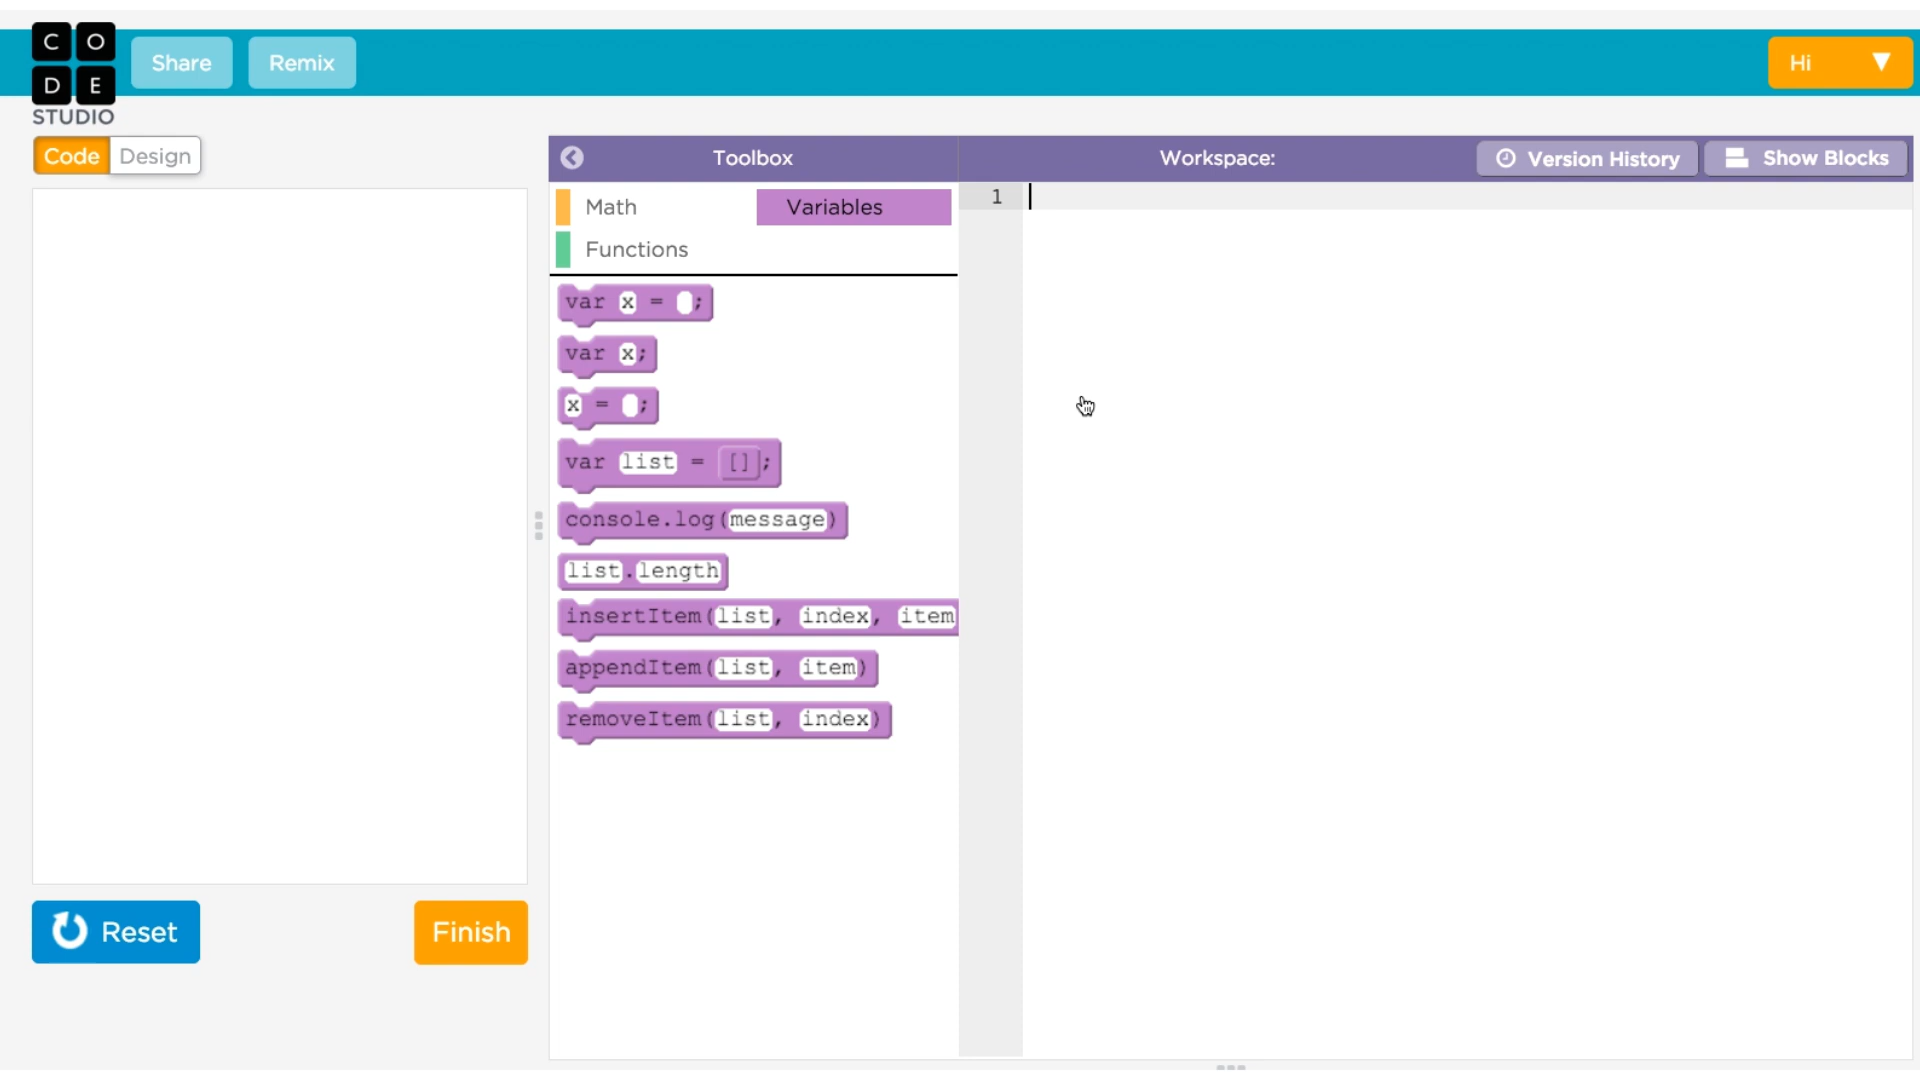 C O
D E
STUDIO
Share
Remix
Hi
Code
Design
Toolbox
Workspace:
Version History
Show Blocks
Math
Variables
Functions
1
var x = ;
var x;
x = ;
var list = [];
console.log(message)
list.length
insertItem(list, index, item
appendItem(list, item)
removeItem(list, index)
Reset
Finish